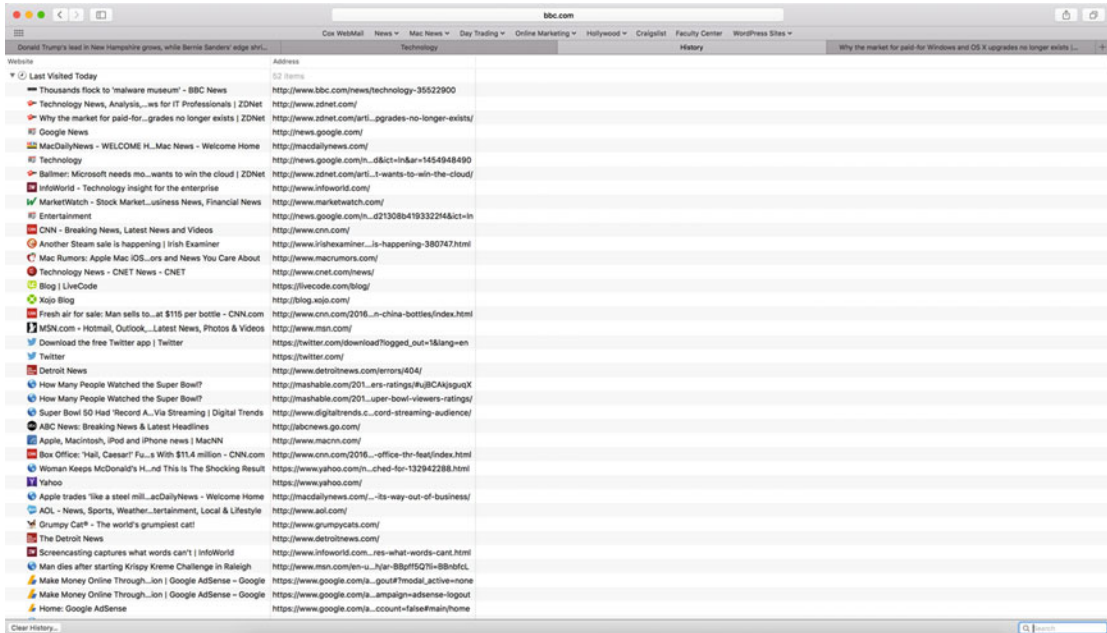 bbc.com
Cox WebMail News Mac News Day Trading Online Marketing Hollywood Craigslist Faculty Center WordPress Sites
Donald Trump's lead in New Hampshire grows, while Bernie Sanders' edge shri... Technology History Why the market for paid-for Windows and OS X upgrades no longer exists |... +
Website Address
Last Visited Today 52 items
Thousands flock to 'malware museum' - BBC News http://www.bbc.com/news/technology-35522900
Technology News, Analysis,...ws for IT Professionals | ZDNet http://www.zdnet.com/
Why the market for paid-for...grades no longer exists | ZDNet http://www.zdnet.com/arti...pgrades-no-longer-exists/
Google News http://news.google.com/
MacDailyNews - WELCOME H...Mac News - Welcome Home http://macdailynews.com/
Technology http://news.google.com/n...d&ict=ln&ar=1454948490
Ballmer: Microsoft needs mo...wants to win the cloud | ZDNet http://www.zdnet.com/arti...t-wants-to-win-the-cloud/
InfoWorld - Technology insight for the enterprise http://www.infoworld.com/
MarketWatch - Stock Market...usiness News, Financial News http://www.marketwatch.com/
Entertainment http://news.google.com/n...d21308b4193322f4&ict=ln
CNN - Breaking News, Latest News and Videos http://www.cnn.com/
Another Steam sale is happening | Irish Examiner http://www.irishexaminer....is-happening-380747.html
Mac Rumors: Apple Mac iOS...ors and News You Care About http://www.macrumors.com/
Technology News - CNET News - CNET http://www.cnet.com/news/
Blog | LiveCode https://livecode.com/blog/
Xojo Blog http://blog.xojo.com/
Fresh air for sale: Man sells to...at $115 per bottle - CNN.com http://www.cnn.com/2016...n-china-bottles/index.html
MSN.com - Hotmail, Outlook,...Latest News, Photos & Videos http://www.msn.com/
Download the free Twitter app | Twitter https://twitter.com/download?logged_out=1&lang=en
Twitter https://twitter.com/
Detroit News http://www.detroitnews.com/errors/404/
How Many People Watched the Super Bowl? http://mashable.com/201...ers-ratings/#ujBCAkjsguqX
How Many People Watched the Super Bowl? http://mashable.com/201...uper-bowl-viewers-ratings/
Super Bowl 50 Had 'Record A...Via Streaming | Digital Trends http://www.digitaltrends.c...cord-streaming-audience/
ABC News: Breaking News & Latest Headlines http://abcnews.go.com/
Apple, Macintosh, iPod and iPhone news | MacNN http://www.macnn.com/
Box Office: 'Hail, Caesar!' Fu...s With $11.4 million - CNN.com http://www.cnn.com/2016...-office-thr-feat/index.html
Woman Keeps McDonald's H...nd This Is The Shocking Result https://www.yahoo.com/n...ched-for-132942288.html
Yahoo https://www.yahoo.com/
Apple trades 'like a steel mill...acDailyNews - Welcome Home http://macdailynews.com/...-its-way-out-of-business/
AOL - News, Sports, Weather...tertainment, Local & Lifestyle http://www.aol.com/
Grumpy Cat® - The world's grumpiest cat! http://www.grumpycats.com/
The Detroit News http://www.detroitnews.com/
Screencasting captures what words can't | InfoWorld http://www.infoworld.com...res-what-words-cant.html
Man dies after starting Krispy Kreme Challenge in Raleigh http://www.msn.com/en-u...h/ar-BBpff5Q?li=BBnbfcL
Make Money Online Through...ion | Google AdSense – Google https://www.google.com/a...gout#?modal_active=none
Make Money Online Through...ion | Google AdSense – Google https://www.google.com/a...ampaign=adsense-logout
Home: Google AdSense https://www.google.com/a...ccount=false#main/home
Clear History... Search